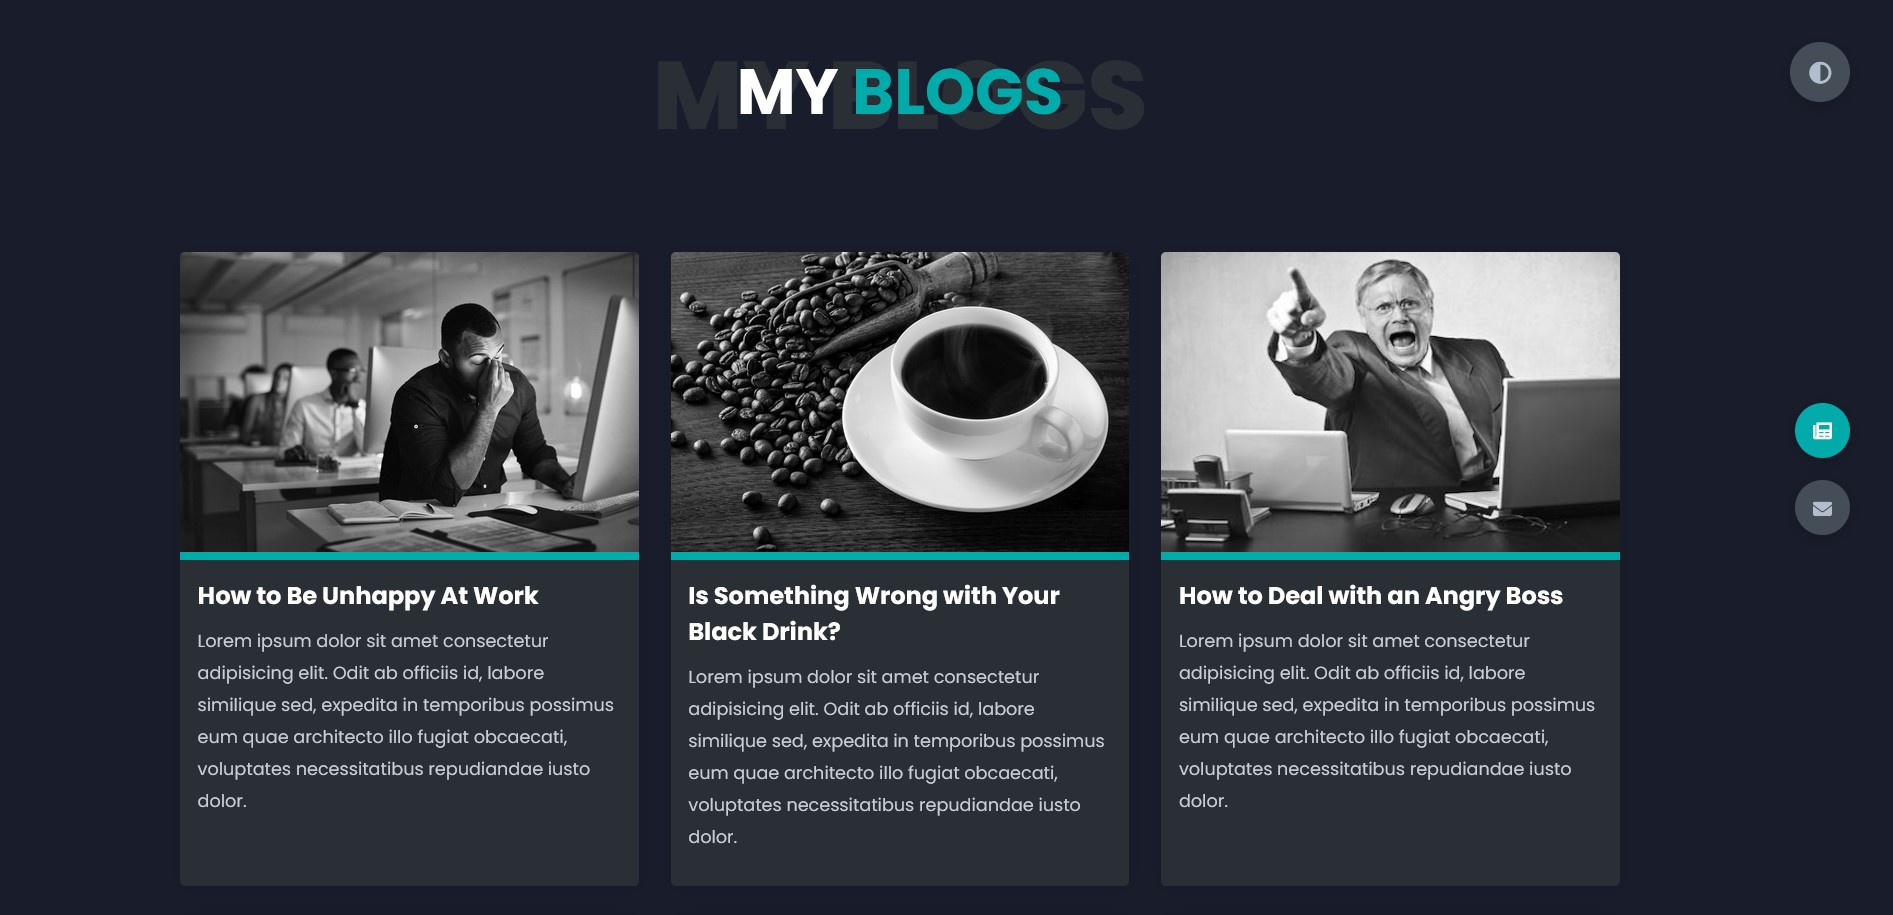 MY BLOGS
MY BLOGS
How to Be Unhappy At Work
Lorem ipsum dolor sit amet consectetur
adipisicing elit. Odit ab officiis id, labore
similique sed, expedita in temporibus possimus
eum quae architecto illo fugiat obcaecati,
voluptates necessitatibus repudiandae iusto
dolor.
Is Something Wrong with Your
Black Drink?
Lorem ipsum dolor sit amet consectetur
adipisicing elit. Odit ab officiis id, labore
similique sed, expedita in temporibus possimus
eum quae architecto illo fugiat obcaecati,
voluptates necessitatibus repudiandae iusto
dolor.
How to Deal with an Angry Boss
Lorem ipsum dolor sit amet consectetur
adipisicing elit. Odit ab officiis id, labore
similique sed, expedita in temporibus possimus
eum quae architecto illo fugiat obcaecati,
voluptates necessitatibus repudiandae iusto
dolor.